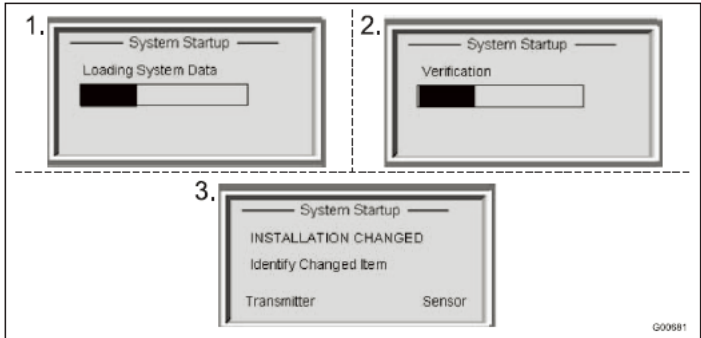 1.
System Startup
Loading System Data
2.
System Startup
Verification
3.
System Startup
INSTALLATION CHANGED
Identify Changed Item
Transmitter Sensor
G00681